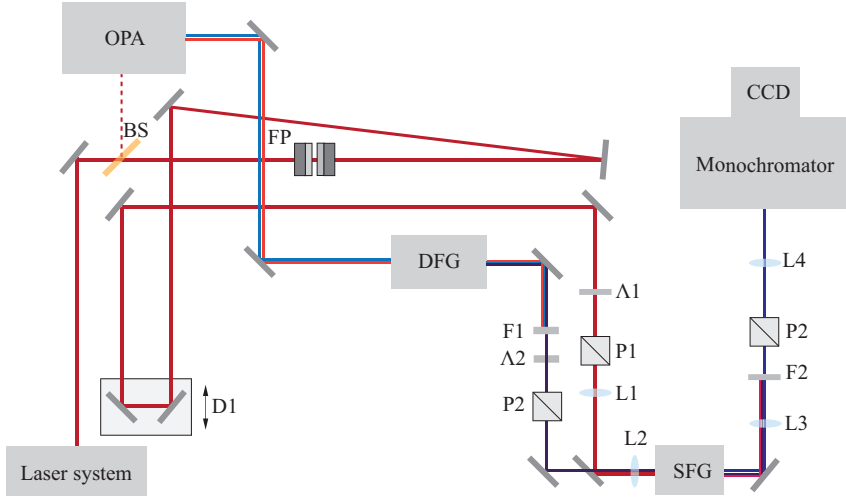 OPA
BS
FP
CCD
Monochromator
DFG
L4
Λ1
F1
P1
P2
Λ2
F2
P2
L1
D1
L3
L2
Laser system
SFG